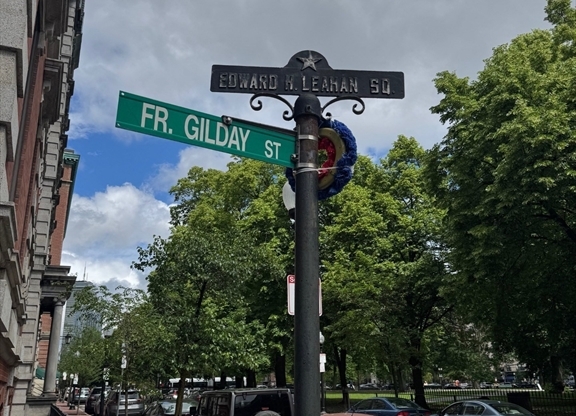 EDWARD H. LEAHAN SQ.
FR. GILDAY ST